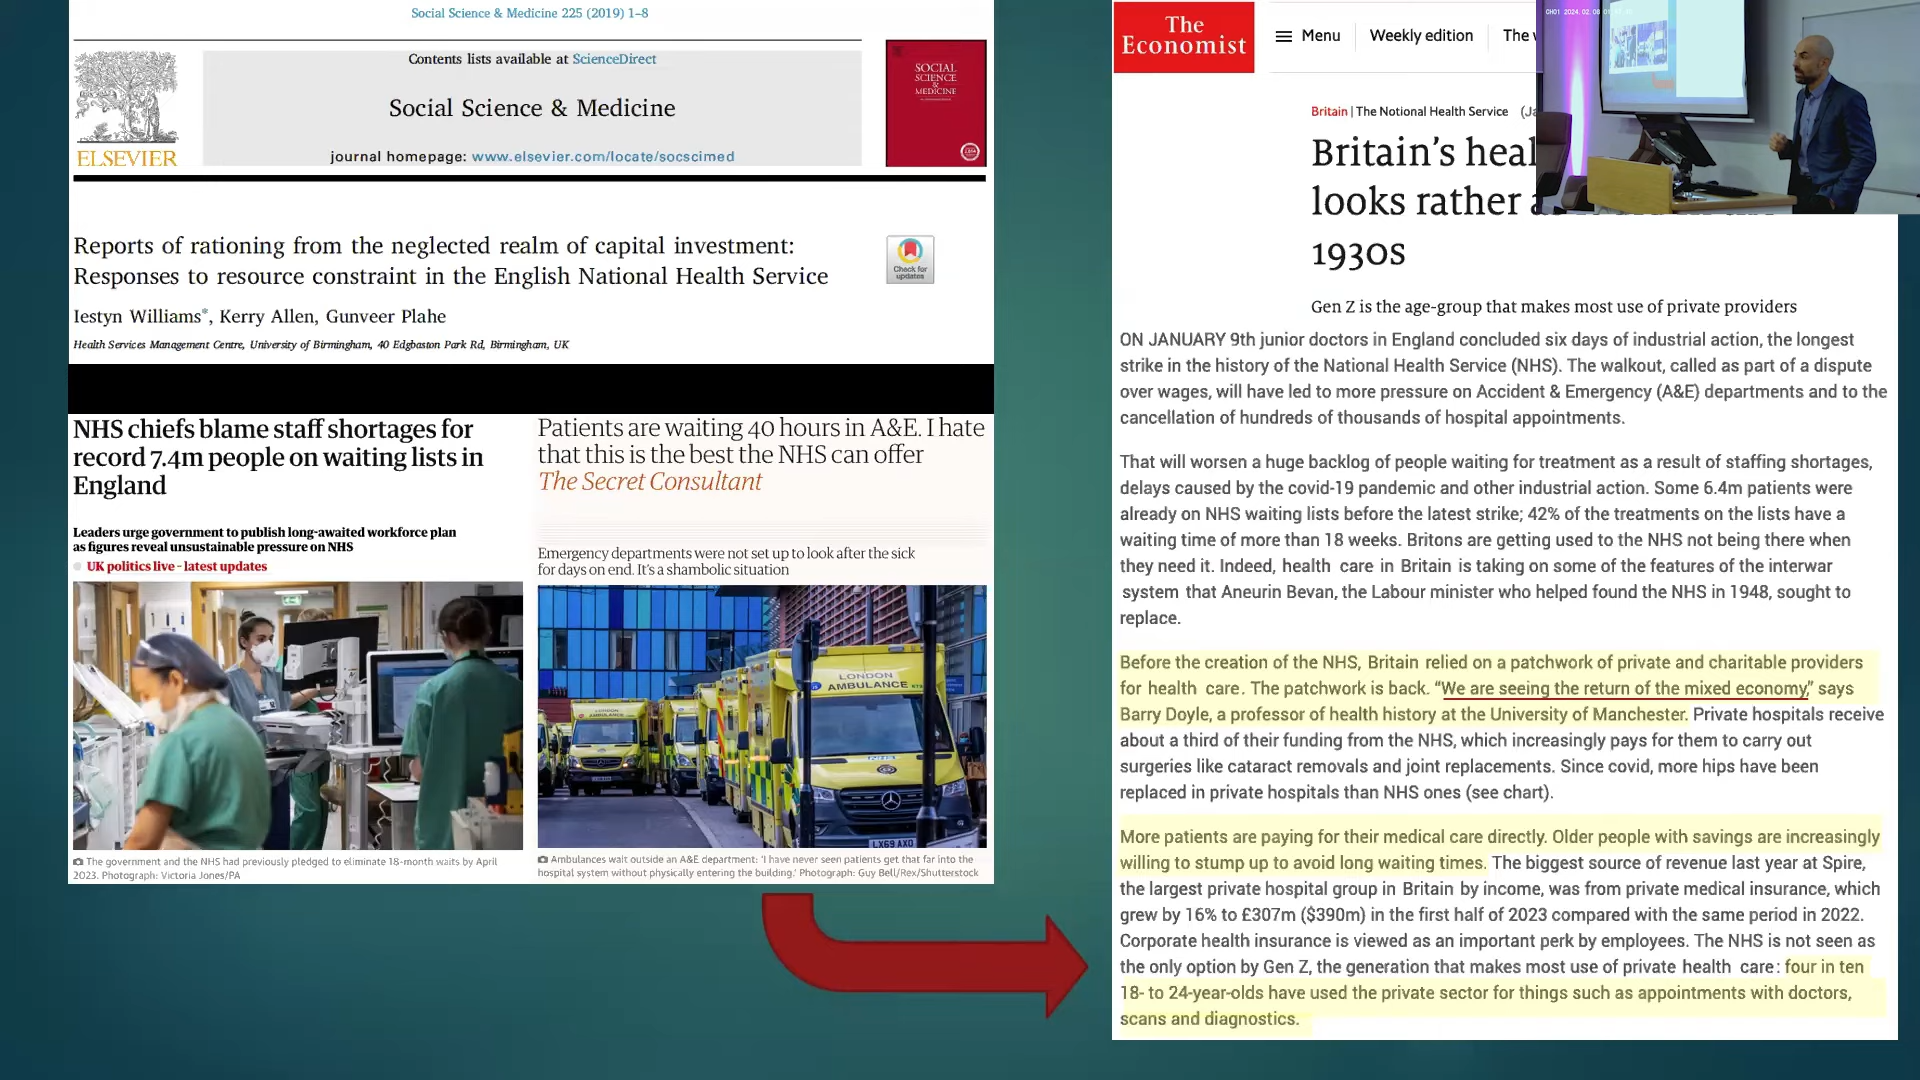 Social Science & Medicine 225 (2019) 1–8
ELSEVIER
Contents lists available at ScienceDirect
Social Science & Medicine
journal homepage: www.elsevier.com/locate/socscimed
SOCIAL
SCIENCE
&
MEDICINE
Reports of rationing from the neglected realm of capital investment:
Responses to resource constraint in the English National Health Service
Check for
updates
Iestyn Williams*, Kerry Allen, Gunveer Plahe
Health Services Management Centre, University of Birmingham, 40 Edgbaston Park Rd, Birmingham, UK
NHS chiefs blame staff shortages for
record 7.4m people on waiting lists in
England
Leaders urge government to publish long-awaited workforce plan
as figures reveal unsustainable pressure on NHS
UK politics live – latest updates
The government and the NHS had previously pledged to eliminate 18-month waits by April
2023. Photograph: Victoria Jones/PA
Patients are waiting 40 hours in A&E. I hate
that this is the best the NHS can offer
The Secret Consultant
Emergency departments were not set up to look after the sick
for days on end. It's a shambolic situation
LONDON
AMBULANCE
LX69 AXO
Ambulances wait outside an A&E department: 'I have never seen patients get that far into the
hospital system without physically entering the building.' Photograph: Guy Bell/Rex/Shutterstock
The
Economist
Menu
Weekly edition
The
Britain | The Notional Health Service
Britain's heal
looks rather
1930s
Gen Z is the age-group that makes most use of private providers
ON JANUARY 9th junior doctors in England concluded six days of industrial action, the longest
strike in the history of the National Health Service (NHS). The walkout, called as part of a dispute
over wages, will have led to more pressure on Accident & Emergency (A&E) departments and to the
cancellation of hundreds of thousands of hospital appointments.
That will worsen a huge backlog of people waiting for treatment as a result of staffing shortages,
delays caused by the covid-19 pandemic and other industrial action. Some 6.4m patients were
already on NHS waiting lists before the latest strike; 42% of the treatments on the lists have a
waiting time of more than 18 weeks. Britons are getting used to the NHS not being there when
they need it. Indeed, health care in Britain is taking on some of the features of the interwar
system that Aneurin Bevan, the Labour minister who helped found the NHS in 1948, sought to
replace.
Before the creation of the NHS, Britain relied on a patchwork of private and charitable providers
for health care. The patchwork is back. "We are seeing the return of the mixed economy," says
Barry Doyle, a professor of health history at the University of Manchester. Private hospitals receive
about a third of their funding from the NHS, which increasingly pays for them to carry out
surgeries like cataract removals and joint replacements. Since covid, more hips have been
replaced in private hospitals than NHS ones (see chart).
More patients are paying for their medical care directly. Older people with savings are increasingly
willing to stump up to avoid long waiting times. The biggest source of revenue last year at Spire,
the largest private hospital group in Britain by income, was from private medical insurance, which
grew by 16% to £307m ($390m) in the first half of 2023 compared with the same period in 2022.
Corporate health insurance is viewed as an important perk by employees. The NHS is not seen as
the only option by Gen Z, the generation that makes most use of private health care: four in ten
18- to 24-year-olds have used the private sector for things such as appointments with doctors,
scans and diagnostics.